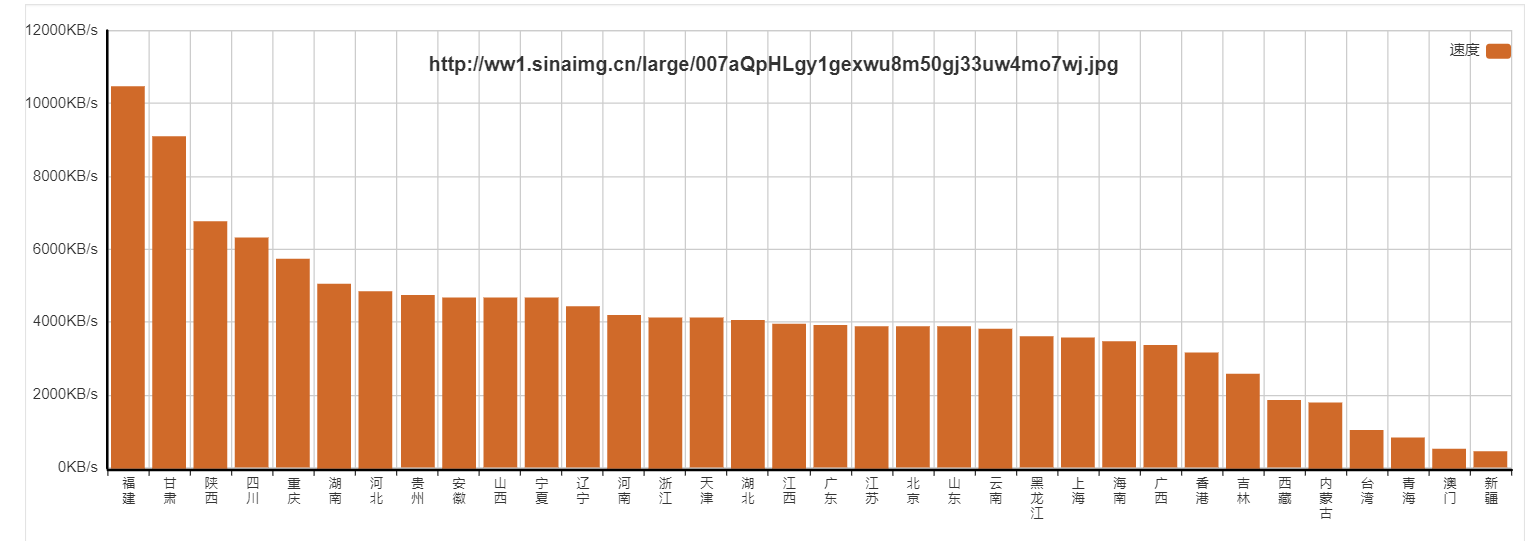 http://ww1.sinaimg.cn/large/007aQpHLgy1gexwu8m50gj33uw4mo7wj.jpg
速度
12000KB/s
10000KB/s
8000KB/s
6000KB/s
4000KB/s
2000KB/s
0KB/s
福建
甘肃
陕西
四川
重庆
湖南
河北
贵州
安徽
山西
宁夏
辽宁
河南
浙江
天津
湖北
江西
广东
江苏
北京
山东
云南
黑龙江
上海
海南
广西
香港
吉林
西藏
内蒙古
台湾
青海
澳门
新疆